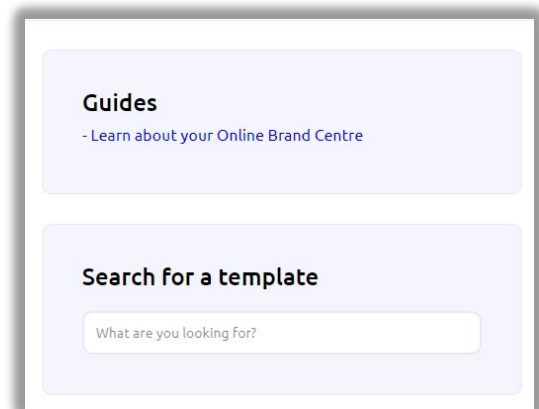 Guides
- Learn about your Online Brand Centre
Search for a template
What are you looking for?